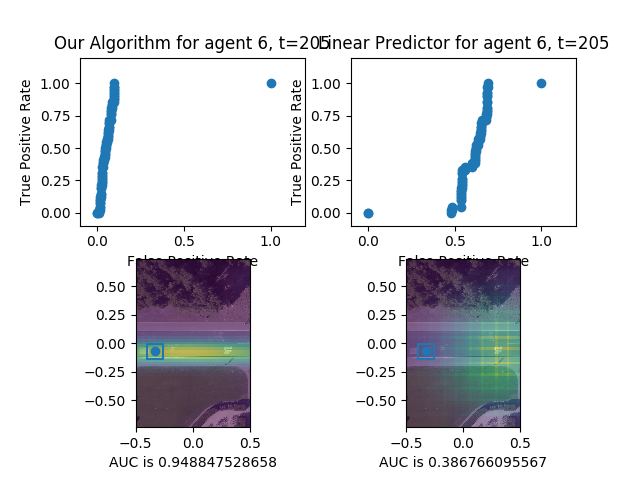 Our Algorithm for agent 6, t=205
Linear Predictor for agent 6, t=205
True Positive Rate
1.00
0.75
0.50
0.25
0.00
0.0 0.5 1.0
False Positive Rate
True Positive Rate
1.00
0.75
0.50
0.25
0.00
0.0 0.5 1.0
False Positive Rate
0.50
0.25
0.00
−0.25
−0.50
−0.5 0.0 0.5
AUC is 0.948847528658
0.50
0.25
0.00
−0.25
−0.50
−0.5 0.0 0.5
AUC is 0.386766095567